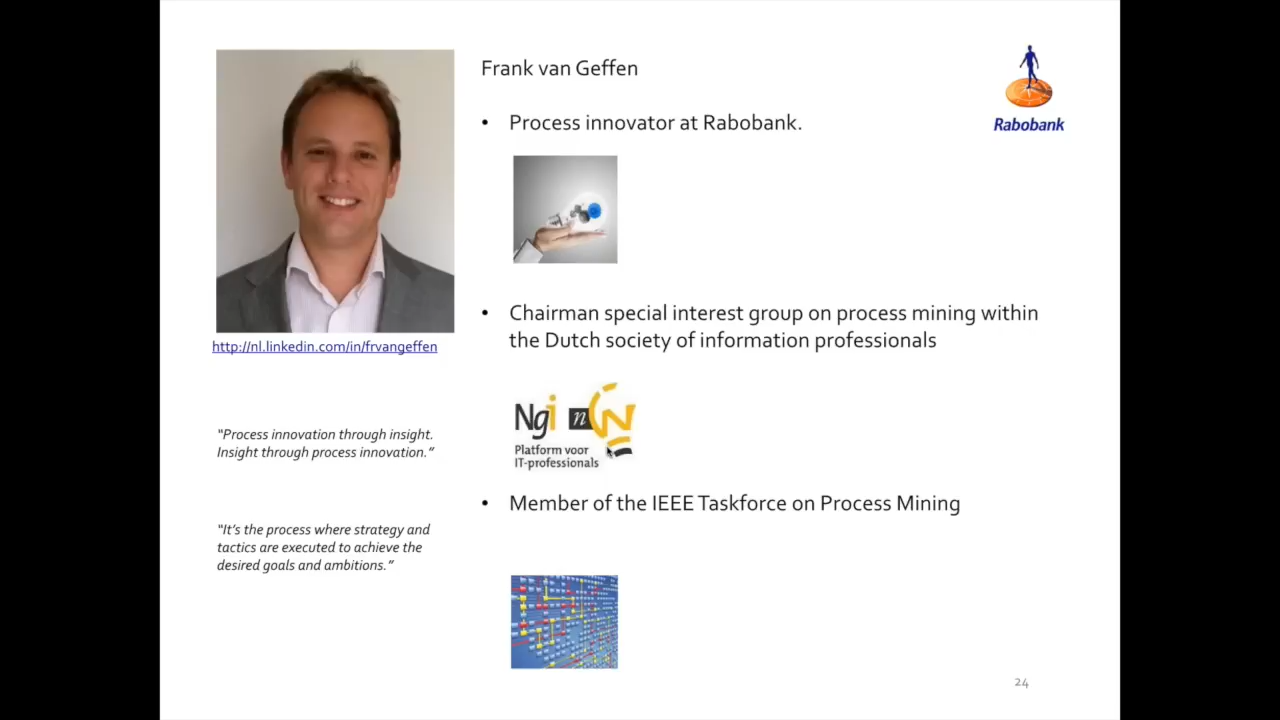 Frank van Geffen
Rabobank
• Process innovator at Rabobank.
• Chairman special interest group on process mining within
the Dutch society of information professionals
http://nl.linkedin.com/in/frvangeffen
Ngi n
Platform voor
IT-professionals
“Process innovation through insight.
Insight through process innovation.”
• Member of the IEEE Taskforce on Process Mining
“It’s the process where strategy and
tactics are executed to achieve the
desired goals and ambitions.”
24